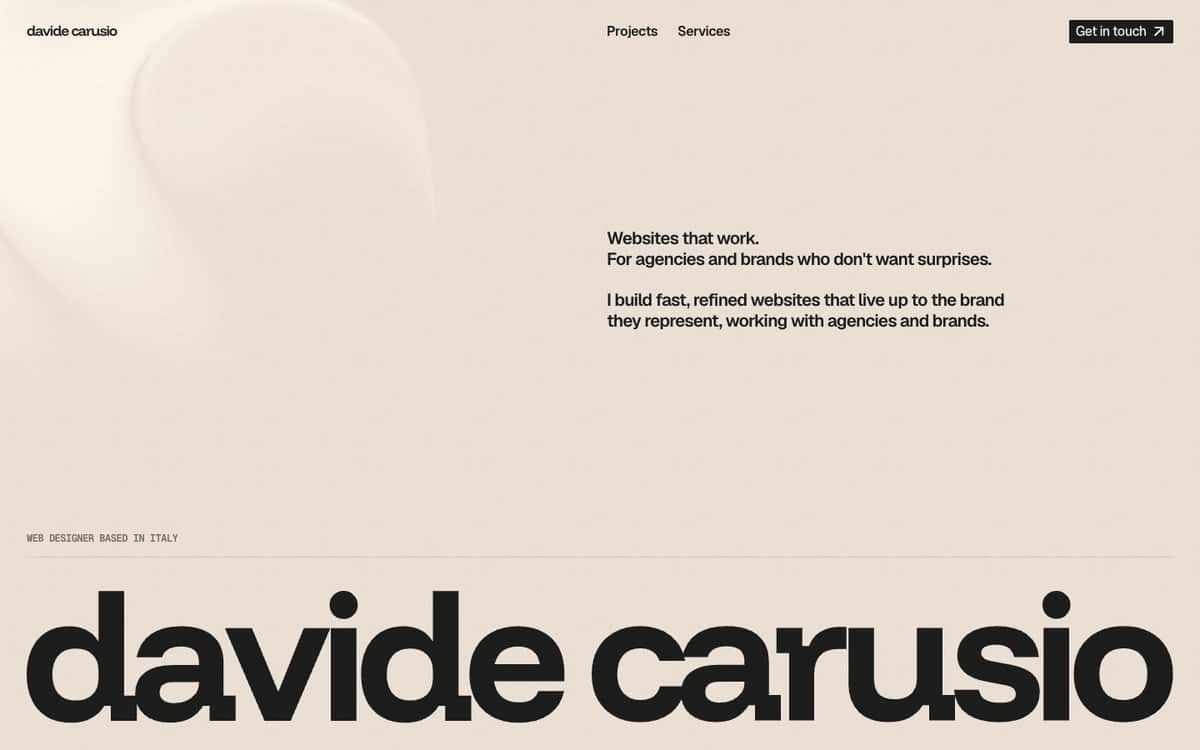 davide carusio
Projects
Services
Get in touch
Websites that work.
For agencies and brands who don't want surprises.
I build fast, refined websites that live up to the brand
they represent, working with agencies and brands.
WEB DESIGNER BASED IN ITALY
davide carusio